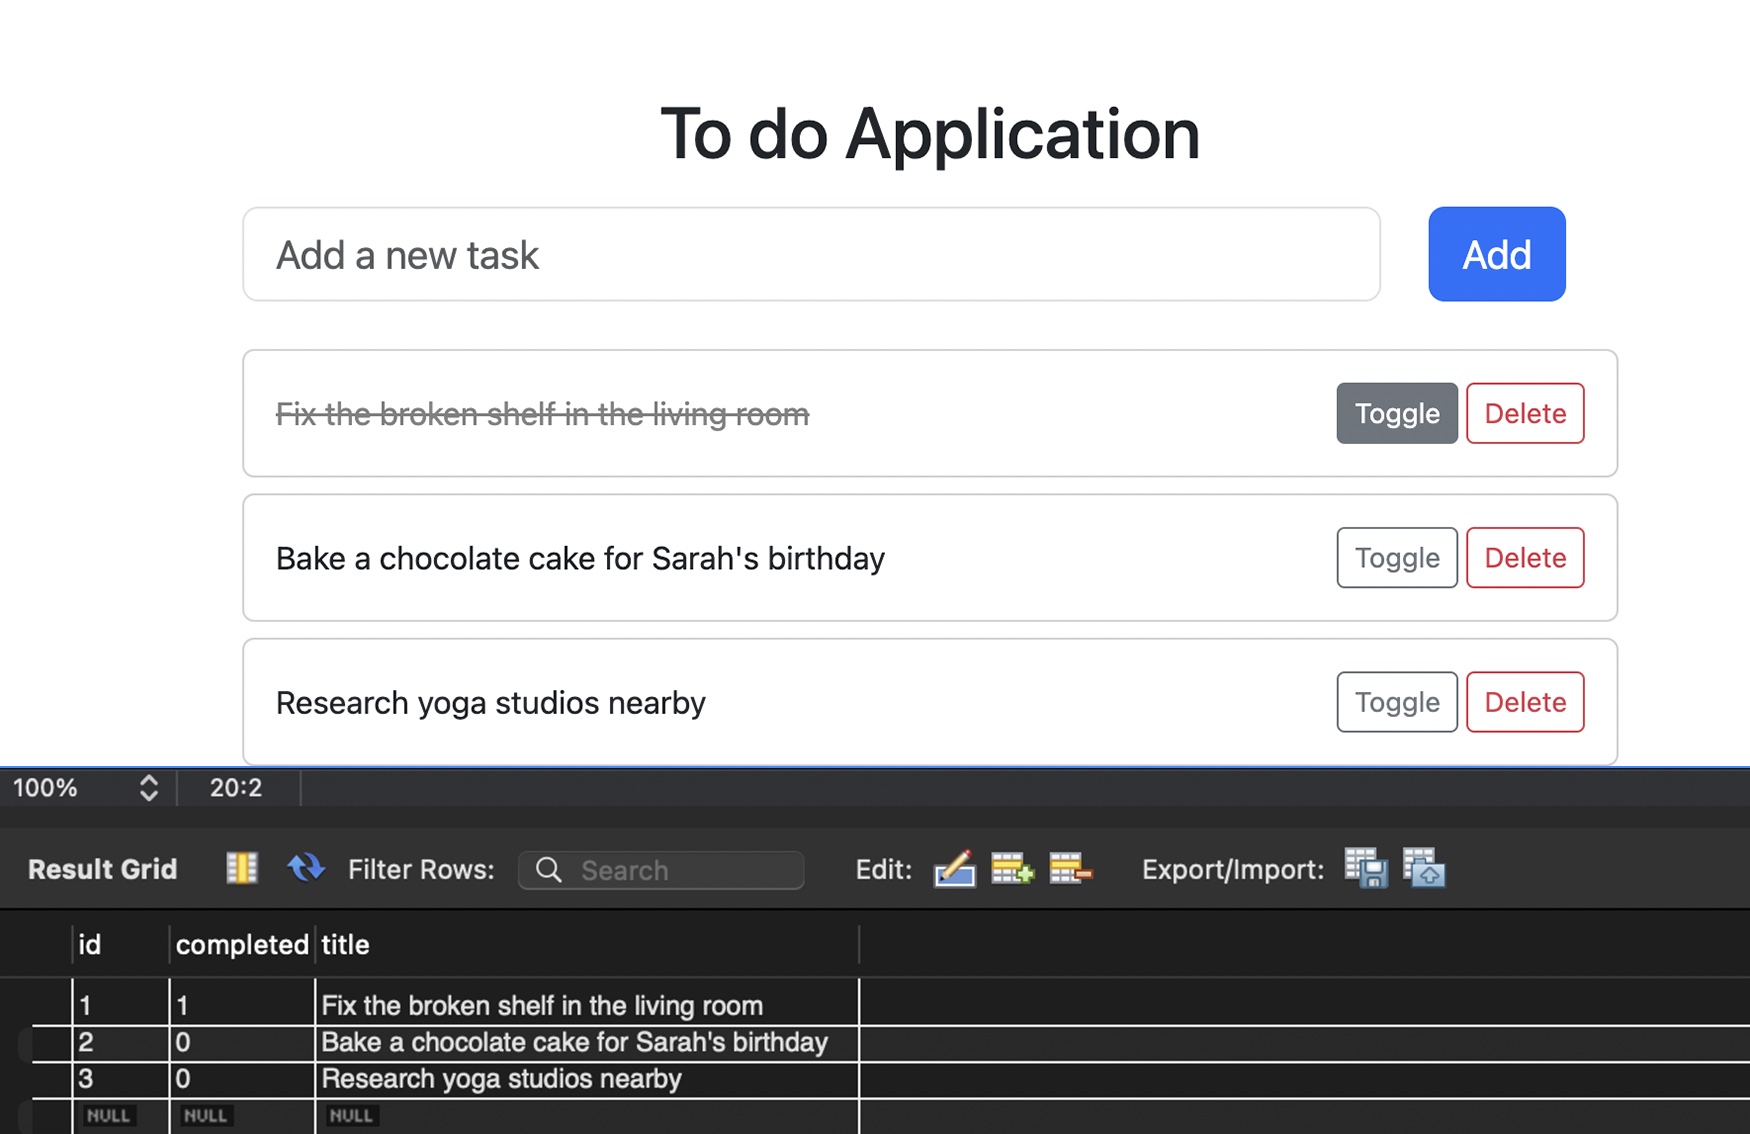 To do Application
Add a new task
Add
Fix the broken shelf in the living room Toggle Delete
Bake a chocolate cake for Sarah's birthday Toggle Delete
Research yoga studios nearby Toggle Delete
100% 20:2
Result Grid Filter Rows: Search Edit: Export/Import:
id completed title
1 1 Fix the broken shelf in the living room
2 0 Bake a chocolate cake for Sarah's birthday
3 0 Research yoga studios nearby
NULL NULL NULL